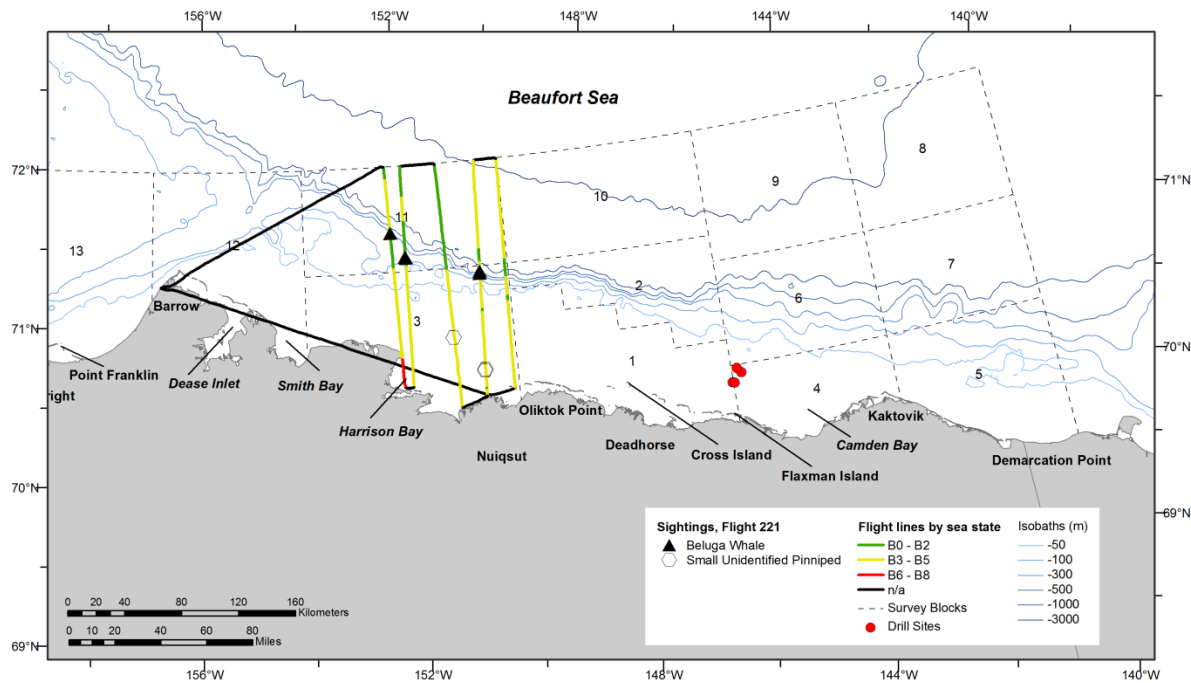 156°W 152°W 148°W 144°W 140°W
Beaufort Sea
72°N
71°N
8
9
10
11
12
13
7
6
2
3
Barrow
71°N
70°N
1
5
4
Point Franklin
right
Dease Inlet
Smith Bay
Harrison Bay
Oliktok Point
Nuiqsut
Deadhorse
Cross Island
Flaxman Island
Kaktovik
Camden Bay
Demarcation Point
70°N
69°N
Sightings, Flight 221
Beluga Whale
Small Unidentified Pinniped
Flight lines by sea state
B0 - B2
B3 - B5
B6 - B8
n/a
Survey Blocks
Drill Sites
Isobaths (m)
-50
-100
-300
-500
-1000
-3000
0 20 40 80 120 160
Kilometers
0 10 20 40 60 80
Miles
69°N
156°W 152°W 148°W 144°W 140°W